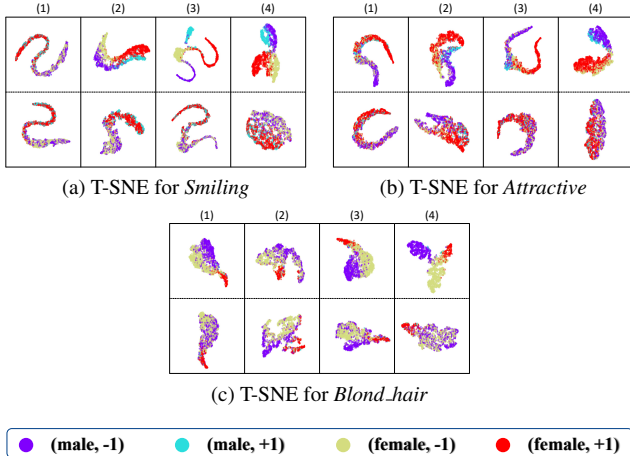 (1) (2) (3) (4) (1) (2) (3) (4)
(a) T-SNE for Smiling (b) T-SNE for Attractive
(1) (2) (3) (4)
(c) T-SNE for Blond_hair
(male, -1) (male, +1) (female, -1) (female, +1)